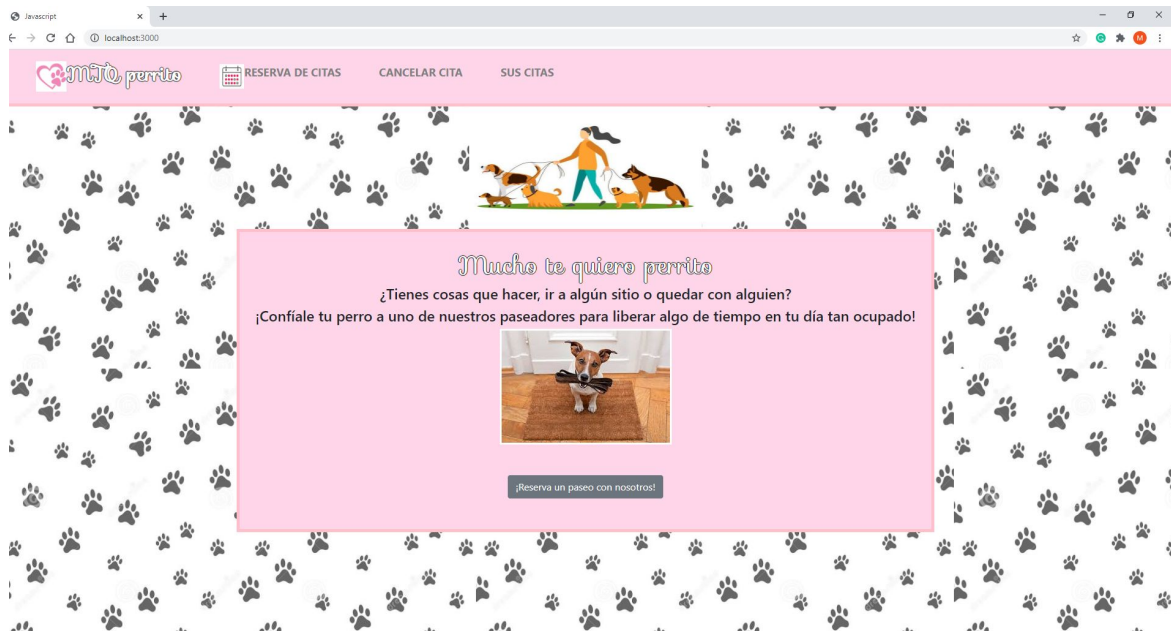 Javascript
localhost:3000
M
MTQ perrito
RESERVA DE CITAS CANCELAR CITA SUS CITAS
Mucho te quiero perrito
¿Tienes cosas que hacer, ir a algún sitio o quedar con alguien?
¡Confíale tu perro a uno de nuestros paseadores para liberar algo de tiempo en tu día tan ocupado!
¡Reserva un paseo con nosotros!